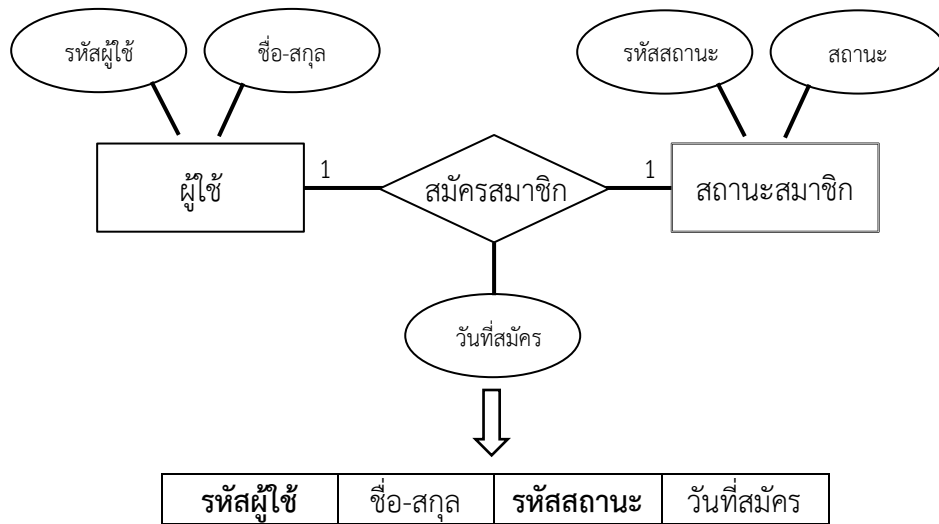 รหัสผู้ใช้ ชื่อ-สกุล รหัสสถานะ สถานะ
ผู้ใช้ 1 สมัครสมาชิก 1 สถานะสมาชิก
วันที่สมัคร
รหัสผู้ใช้ ชื่อ-สกุล รหัสสถานะ วันที่สมัคร